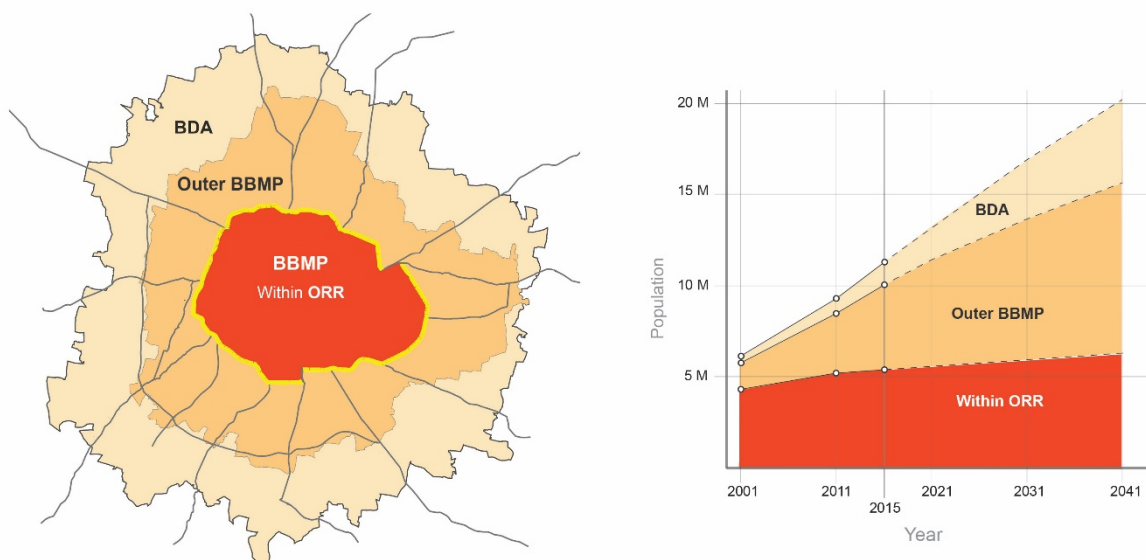 BDA
Outer BBMP
BBMP
Within ORR
20 M
15 M
10 M
5 M
Population
BDA
Outer BBMP
Within ORR
2001
2011
2015
2021
2031
2041
Year